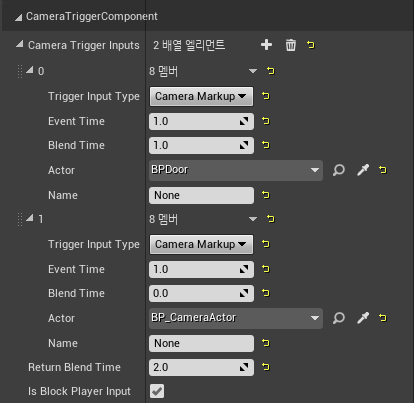 CameraTriggerComponent
Camera Trigger Inputs 2 배열 엘리먼트
0 8 멤버
Trigger Input Type Camera Markup
Event Time 1.0
Blend Time 1.0
Actor BPDoor
Name None
1 8 멤버
Trigger Input Type Camera Markup
Event Time 1.0
Blend Time 0.0
Actor BP_CameraActor
Name None
Return Blend Time 2.0
Is Block Player Input